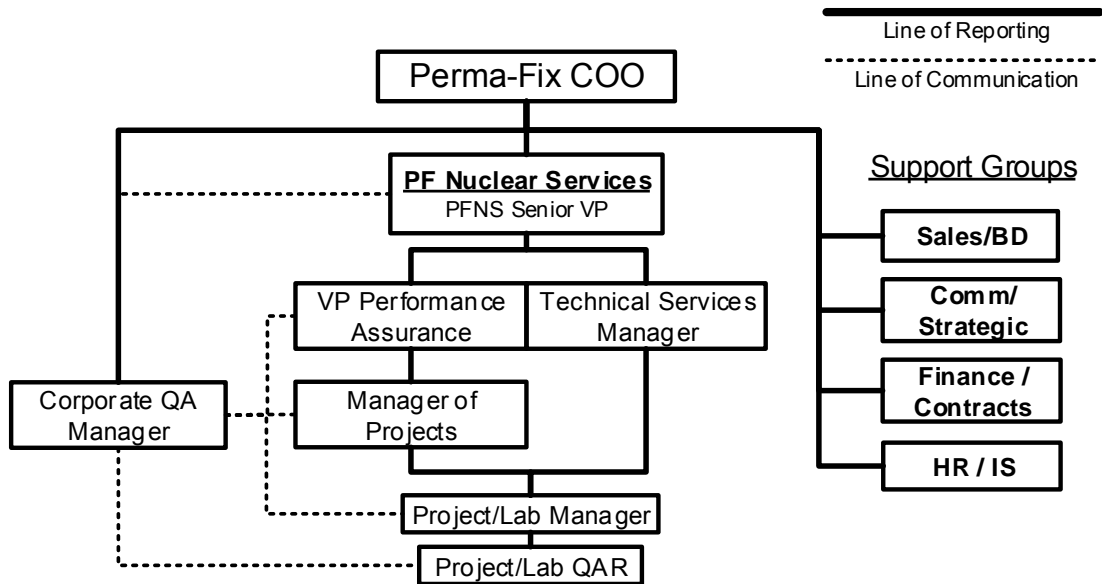 Line of Reporting
Line of Communication
Perma-Fix COO
PF Nuclear Services
PFNS Senior VP
Support Groups
Sales/BD
Comm/
Strategic
Finance /
Contracts
HR / IS
VP Performance
Assurance
Technical Services
Manager
Corporate QA
Manager
Manager of
Projects
Project/Lab Manager
Project/Lab QAR